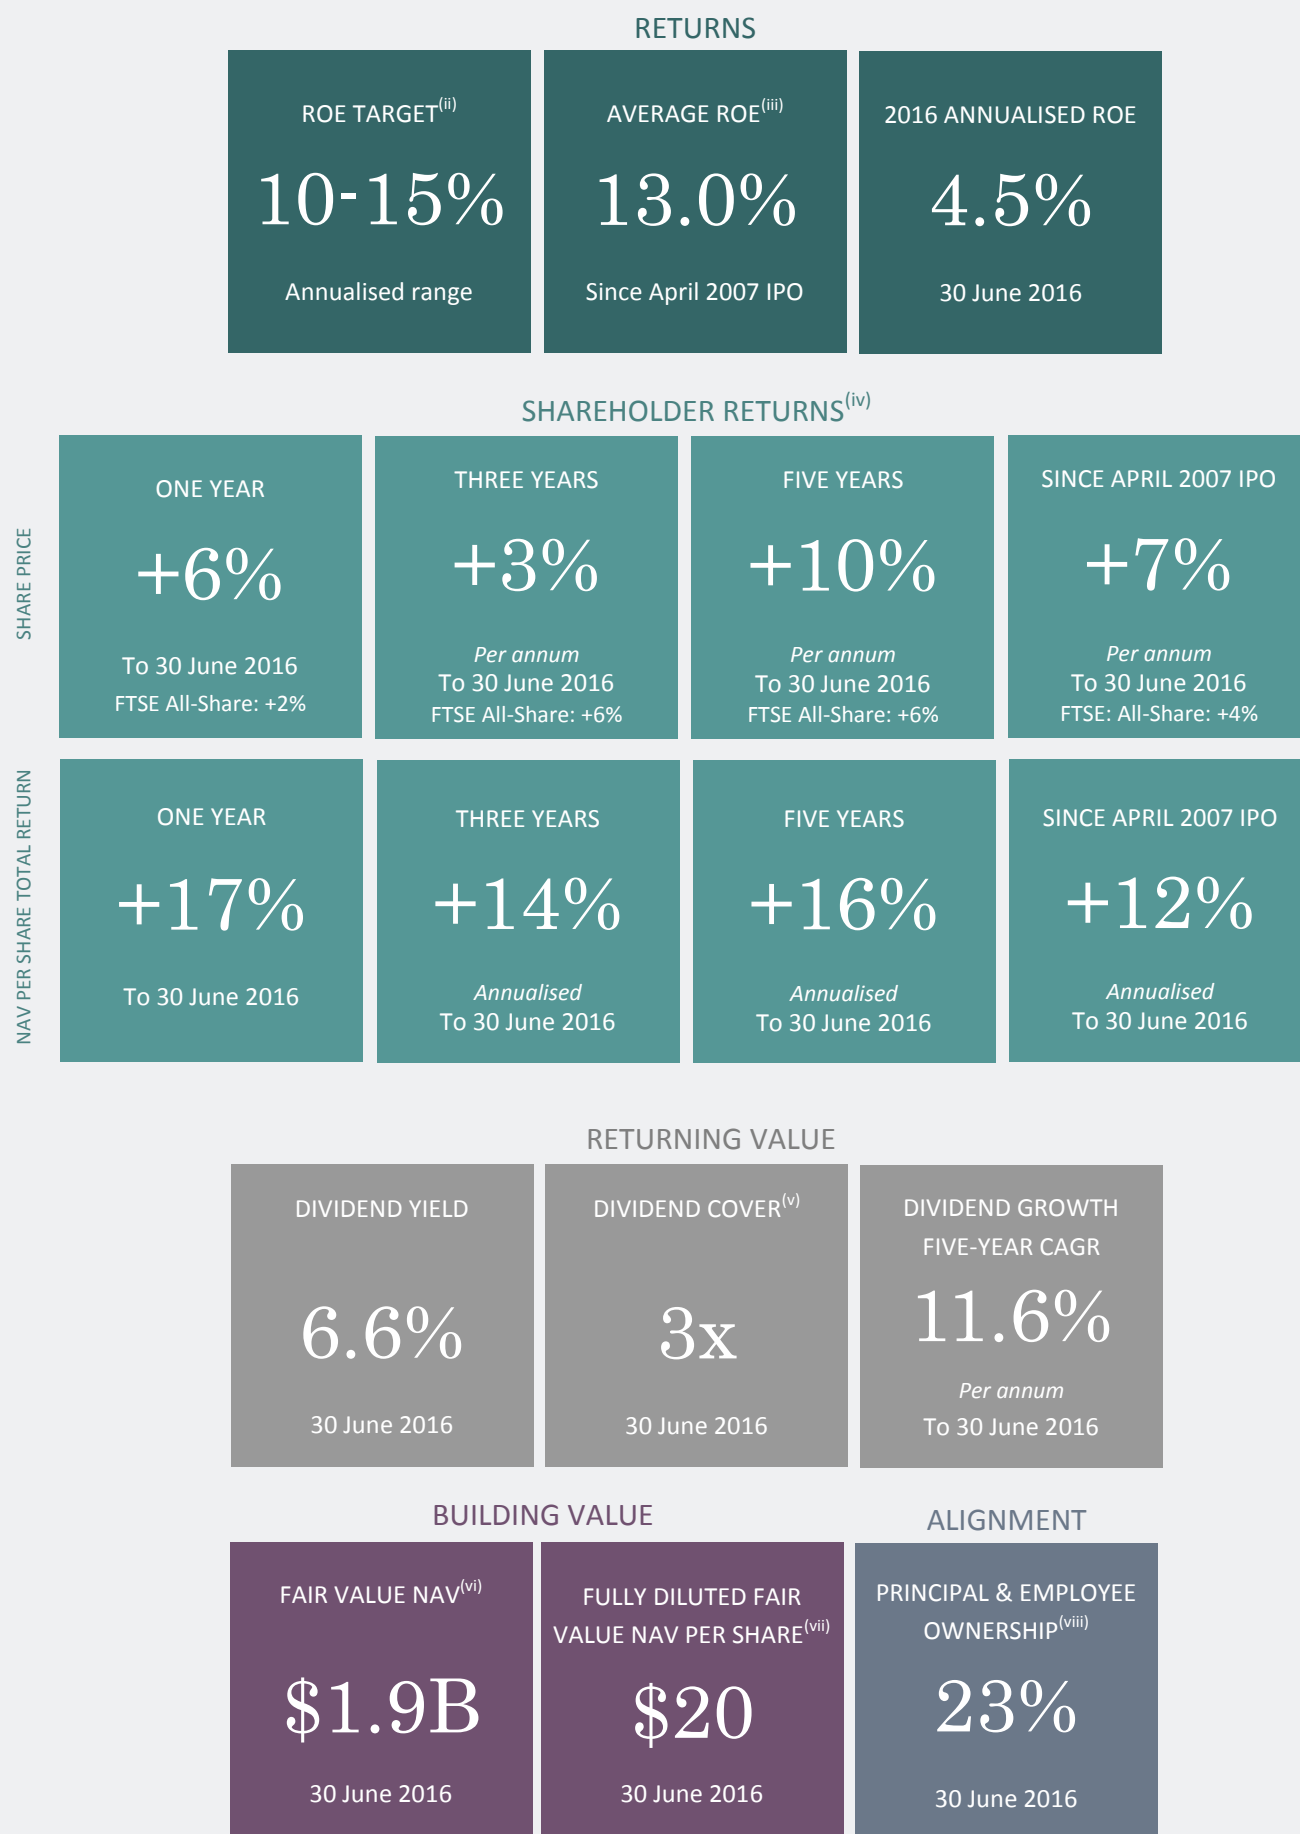 RETURNS
ROE TARGET(ii)
10-15%
Annualised range
AVERAGE ROE(iii)
13.0%
Since April 2007 IPO
2016 ANNUALISED ROE
4.5%
30 June 2016
SHAREHOLDER RETURNS(iv)
SHARE PRICE
ONE YEAR
+6%
To 30 June 2016
FTSE All-Share: +2%
THREE YEARS
+3%
Per annum
To 30 June 2016
FTSE All-Share: +6%
FIVE YEARS
+10%
Per annum
To 30 June 2016
FTSE All-Share: +6%
SINCE APRIL 2007 IPO
+7%
Per annum
To 30 June 2016
FTSE: All-Share: +4%
NAV PER SHARE TOTAL RETURN
ONE YEAR
+17%
To 30 June 2016
THREE YEARS
+14%
Annualised
To 30 June 2016
FIVE YEARS
+16%
Annualised
To 30 June 2016
SINCE APRIL 2007 IPO
+12%
Annualised
To 30 June 2016
RETURNING VALUE
DIVIDEND YIELD
6.6%
30 June 2016
DIVIDEND COVER(v)
3x
30 June 2016
DIVIDEND GROWTH
FIVE-YEAR CAGR
11.6%
Per annum
To 30 June 2016
BUILDING VALUE
FAIR VALUE NAV(vi)
$1.9B
30 June 2016
FULLY DILUTED FAIR
VALUE NAV PER SHARE(vii)
$20
30 June 2016
ALIGNMENT
PRINCIPAL & EMPLOYEE
OWNERSHIP(viii)
23%
30 June 2016